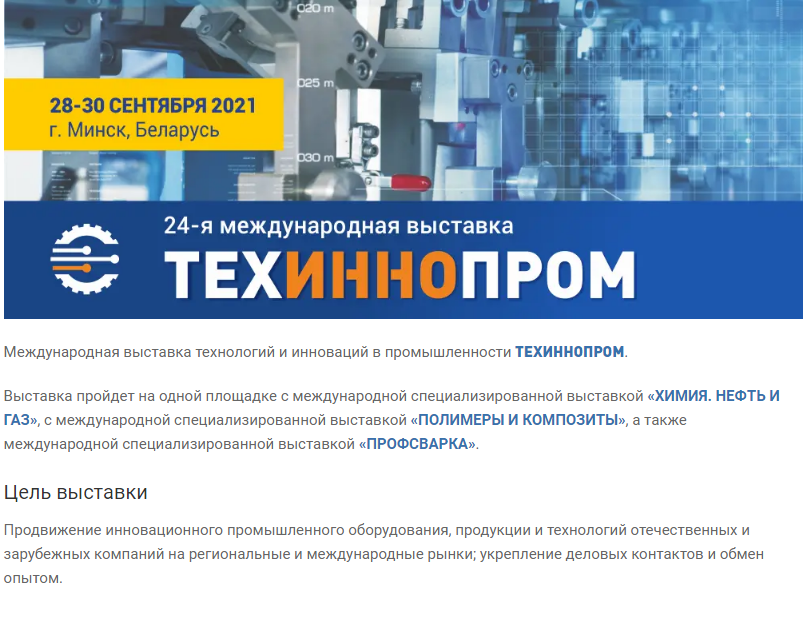 020 m
025 m
28-30 СЕНТЯБРЯ 2021
г. Минск, Беларусь
030 m
24-я международная выставка
ТЕХИННОПРОМ
Международная выставка технологий и инноваций в промышленности ТЕХИННОПРОМ.
Выставка пройдет на одной площадке с международной специализированной выставкой «ХИМИЯ. НЕФТЬ И
ГАЗ», с международной специализированной выставкой «ПОЛИМЕРЫ И КОМПОЗИТЫ», а также
международной специализированной выставкой «ПРОФСВАРКА».
Цель выставки
Продвижение инновационного промышленного оборудования, продукции и технологий отечественных и
зарубежных компаний на региональные и международные рынки; укрепление деловых контактов и обмен
опытом.